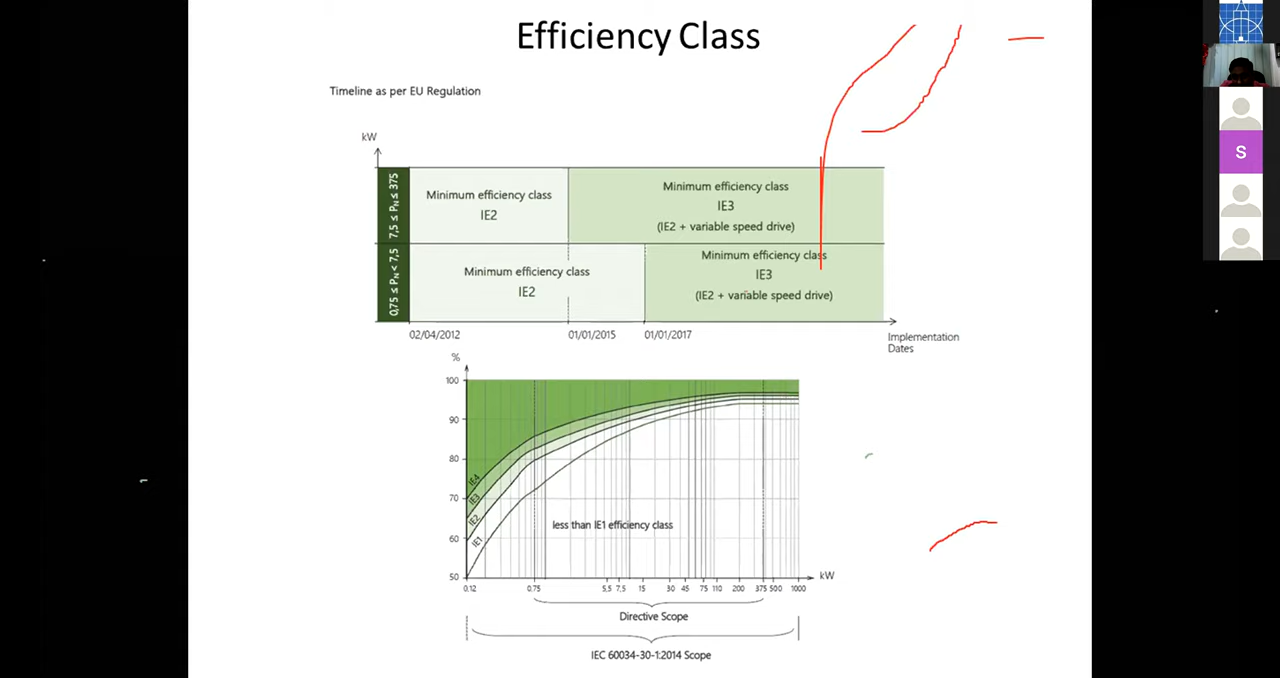 Efficiency Class
S
Timeline as per EU Regulation
kW
7,5 ≤ PN ≤ 375
Minimum efficiency class
IE2
Minimum efficiency class
IE3
(IE2 + variable speed drive)
0,75 ≤ PN < 7,5
Minimum efficiency class
IE2
Minimum efficiency class
IE3
(IE2 + variable speed drive)
02/04/2012 01/01/2015 01/01/2017
Implementation
Dates
%
100
90
80
70
60
50
IE4
IE3
IE2
IE1
less than IE1 efficiency class
kW
0.12 0.75 5,5 7,5 15 30 45 75 110 200 375 500 1000
Directive Scope
IEC 60034-30-1:2014 Scope